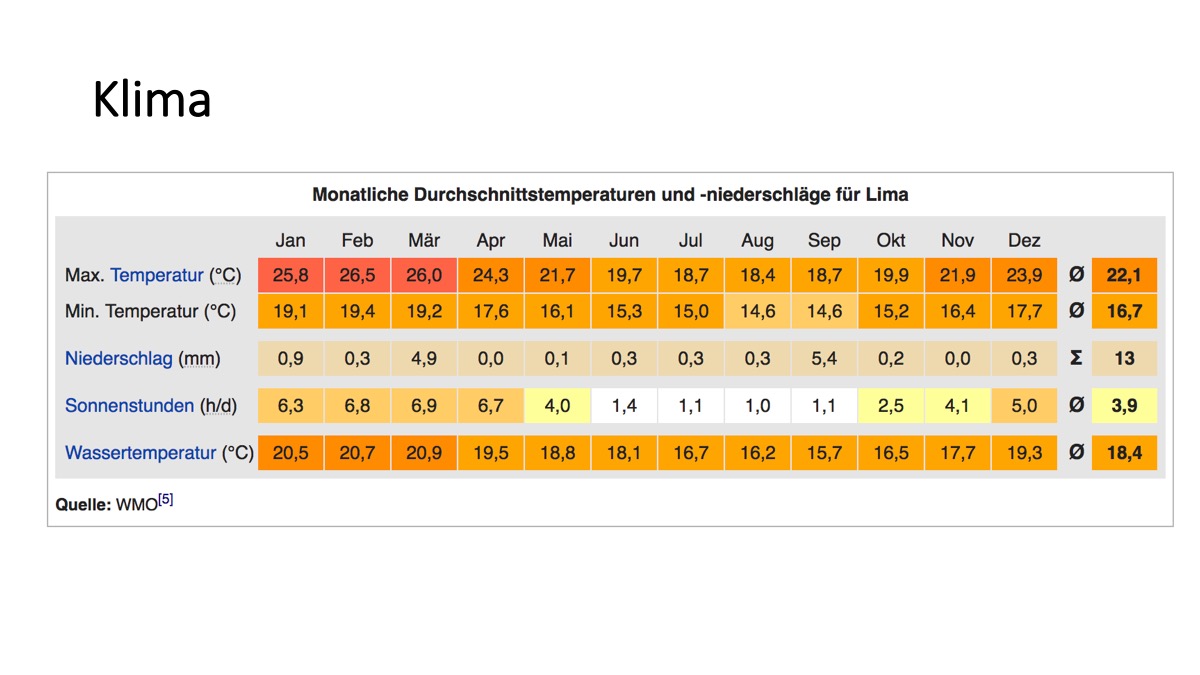 Klima
Monatliche Durchschnittstemperaturen und -niederschläge für Lima
Jan Feb Mär Apr Mai Jun Jul Aug Sep Okt Nov Dez
Max. Temperatur (°C) 25,8 26,5 26,0 24,3 21,7 19,7 18,7 18,4 18,7 19,9 21,9 23,9 Ø 22,1
Min. Temperatur (°C) 19,1 19,4 19,2 17,6 16,1 15,3 15,0 14,6 14,6 15,2 16,4 17,7 Ø 16,7
Niederschlag (mm) 0,9 0,3 4,9 0,0 0,1 0,3 0,3 0,3 5,4 0,2 0,0 0,3 Σ 13
Sonnenstunden (h/d) 6,3 6,8 6,9 6,7 4,0 1,4 1,1 1,0 1,1 2,5 4,1 5,0 Ø 3,9
Wassertemperatur (°C) 20,5 20,7 20,9 19,5 18,8 18,1 16,7 16,2 15,7 16,5 17,7 19,3 Ø 18,4
Quelle: WMO[5]